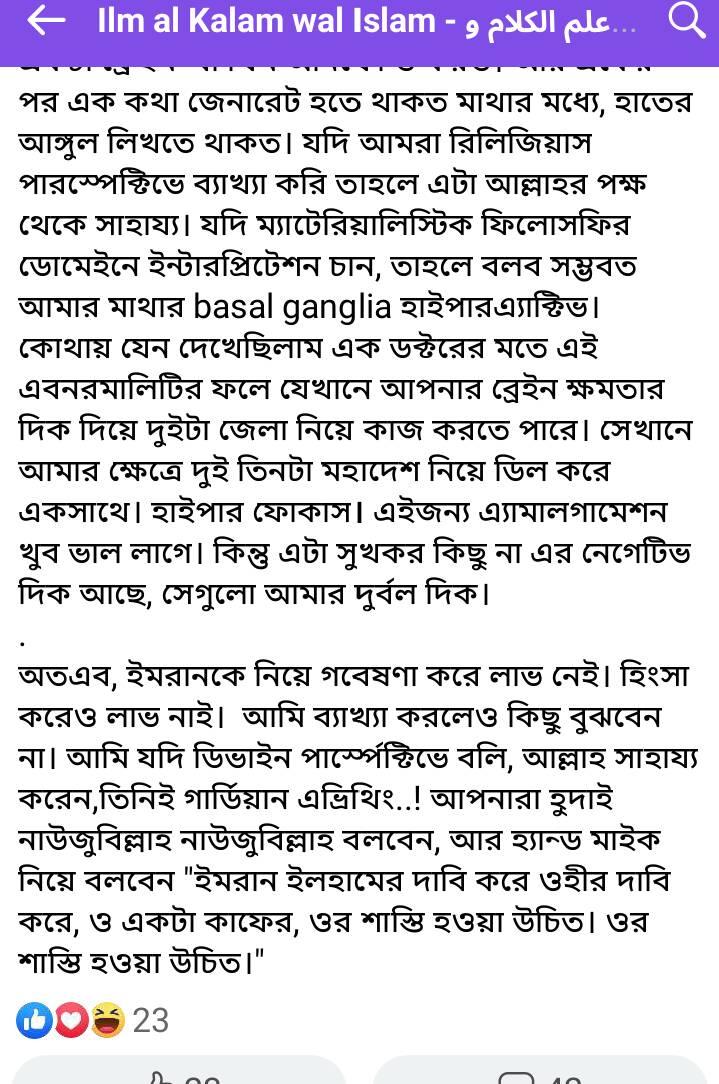 Ilm al Kalam wal Islam - علم الكلام و...
পর এক কথা জেনারেট হতে থাকত মাথার মধ্যে, হাতের
আঙ্গুল লিখতে থাকত। যদি আমরা রিলিজিয়াস
পারস্পেক্টিভে ব্যাখ্যা করি তাহলে এটা আল্লাহর পক্ষ
থেকে সাহায্য। যদি ম্যাটেরিয়ালিস্টিক ফিলোসফির
ডোমেইনে ইন্টারপ্রিটেশন চান, তাহলে বলব সম্ভবত
আমার মাথার basal ganglia হাইপারএ্যাক্টিভ।
কোথায় যেন দেখেছিলাম এক ডক্টরের মতে এই
এবনরমালিটির ফলে যেখানে আপনার ব্রেইন ক্ষমতার
দিক দিয়ে দুইটা জেলা নিয়ে কাজ করতে পারে। সেখানে
আমার ক্ষেত্রে দুই তিনটা মহাদেশ নিয়ে ডিল করে
একসাথে। হাইপার ফোকাস। এইজন্য এ্যামালগামেশন
খুব ভাল লাগে। কিন্তু এটা সুখকর কিছু না এর নেগেটিভ
দিক আছে, সেগুলো আমার দুর্বল দিক।
.
অতএব, ইমরানকে নিয়ে গবেষণা করে লাভ নেই। হিংসা
করেও লাভ নাই। আমি ব্যাখ্যা করলেও কিছু বুঝবেন
না। আমি যদি ডিভাইন পার্স্পেক্টিভে বলি, আল্লাহ সাহায্য
করেন,তিনিই গার্ডিয়ান এভ্রিথিং..! আপনারা হুদাই
নাউজুবিল্লাহ নাউজুবিল্লাহ বলবেন, আর হ্যান্ড মাইক
নিয়ে বলবেন "ইমরান ইলহামের দাবি করে ওহীর দাবি
করে, ও একটা কাফের, ওর শাস্তি হওয়া উচিত। ওর
শাস্তি হওয়া উচিত।"
23